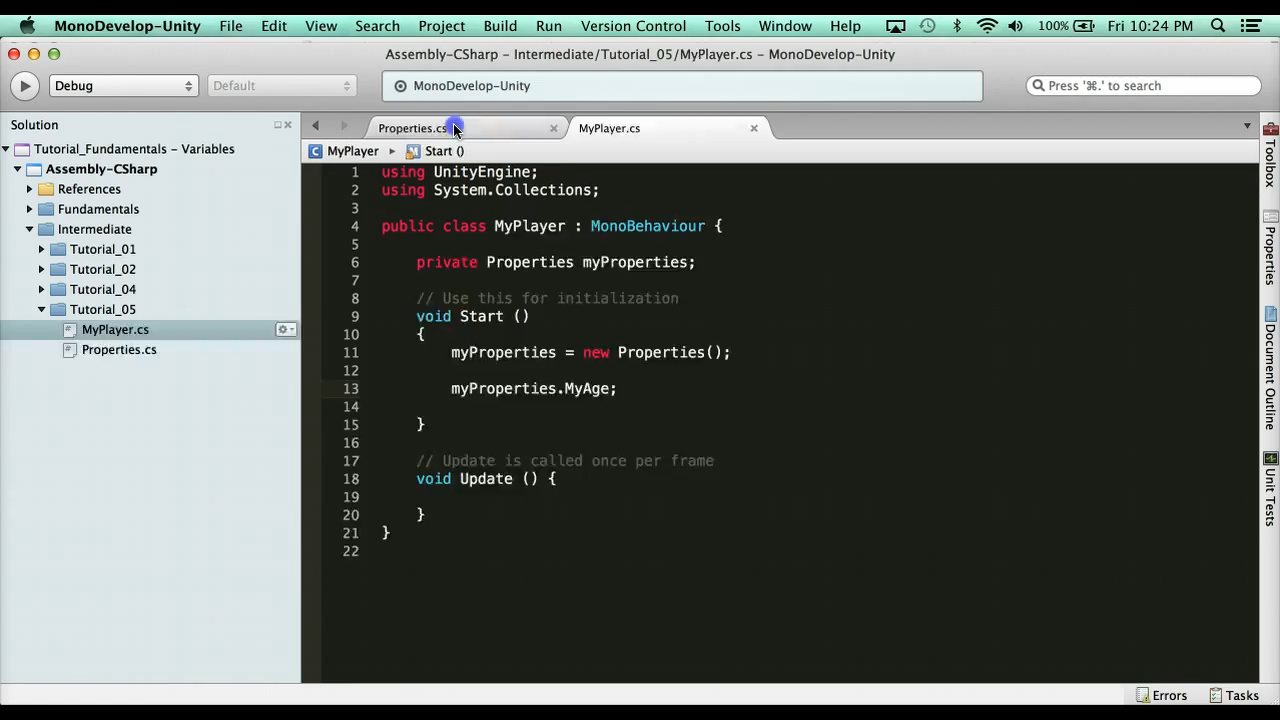 MonoDevelop-Unity File Edit View Search Project Build Run Version Control Tools Window Help 100% Fri 10:24 PM
Assembly-CSharp – Intermediate/Tutorial_05/MyPlayer.cs – MonoDevelop-Unity
Debug Default MonoDevelop-Unity Press '⌘.' to search
Solution
Tutorial_Fundamentals - Variables
Assembly-CSharp
References
Fundamentals
Intermediate
Tutorial_01
Tutorial_02
Tutorial_04
Tutorial_05
MyPlayer.cs
Properties.cs
Properties.cs MyPlayer.cs
MyPlayer Start ()
1 using UnityEngine;
2 using System.Collections;
3
4 public class MyPlayer : MonoBehaviour {
5
6 private Properties myProperties;
7
8 // Use this for initialization
9 void Start ()
10 {
11 myProperties = new Properties();
12
13 myProperties.MyAge;
14
15 }
16
17 // Update is called once per frame
18 void Update () {
19
20 }
21 }
22
Toolbox
Properties
Document Outline
Unit Tests
Errors Tasks